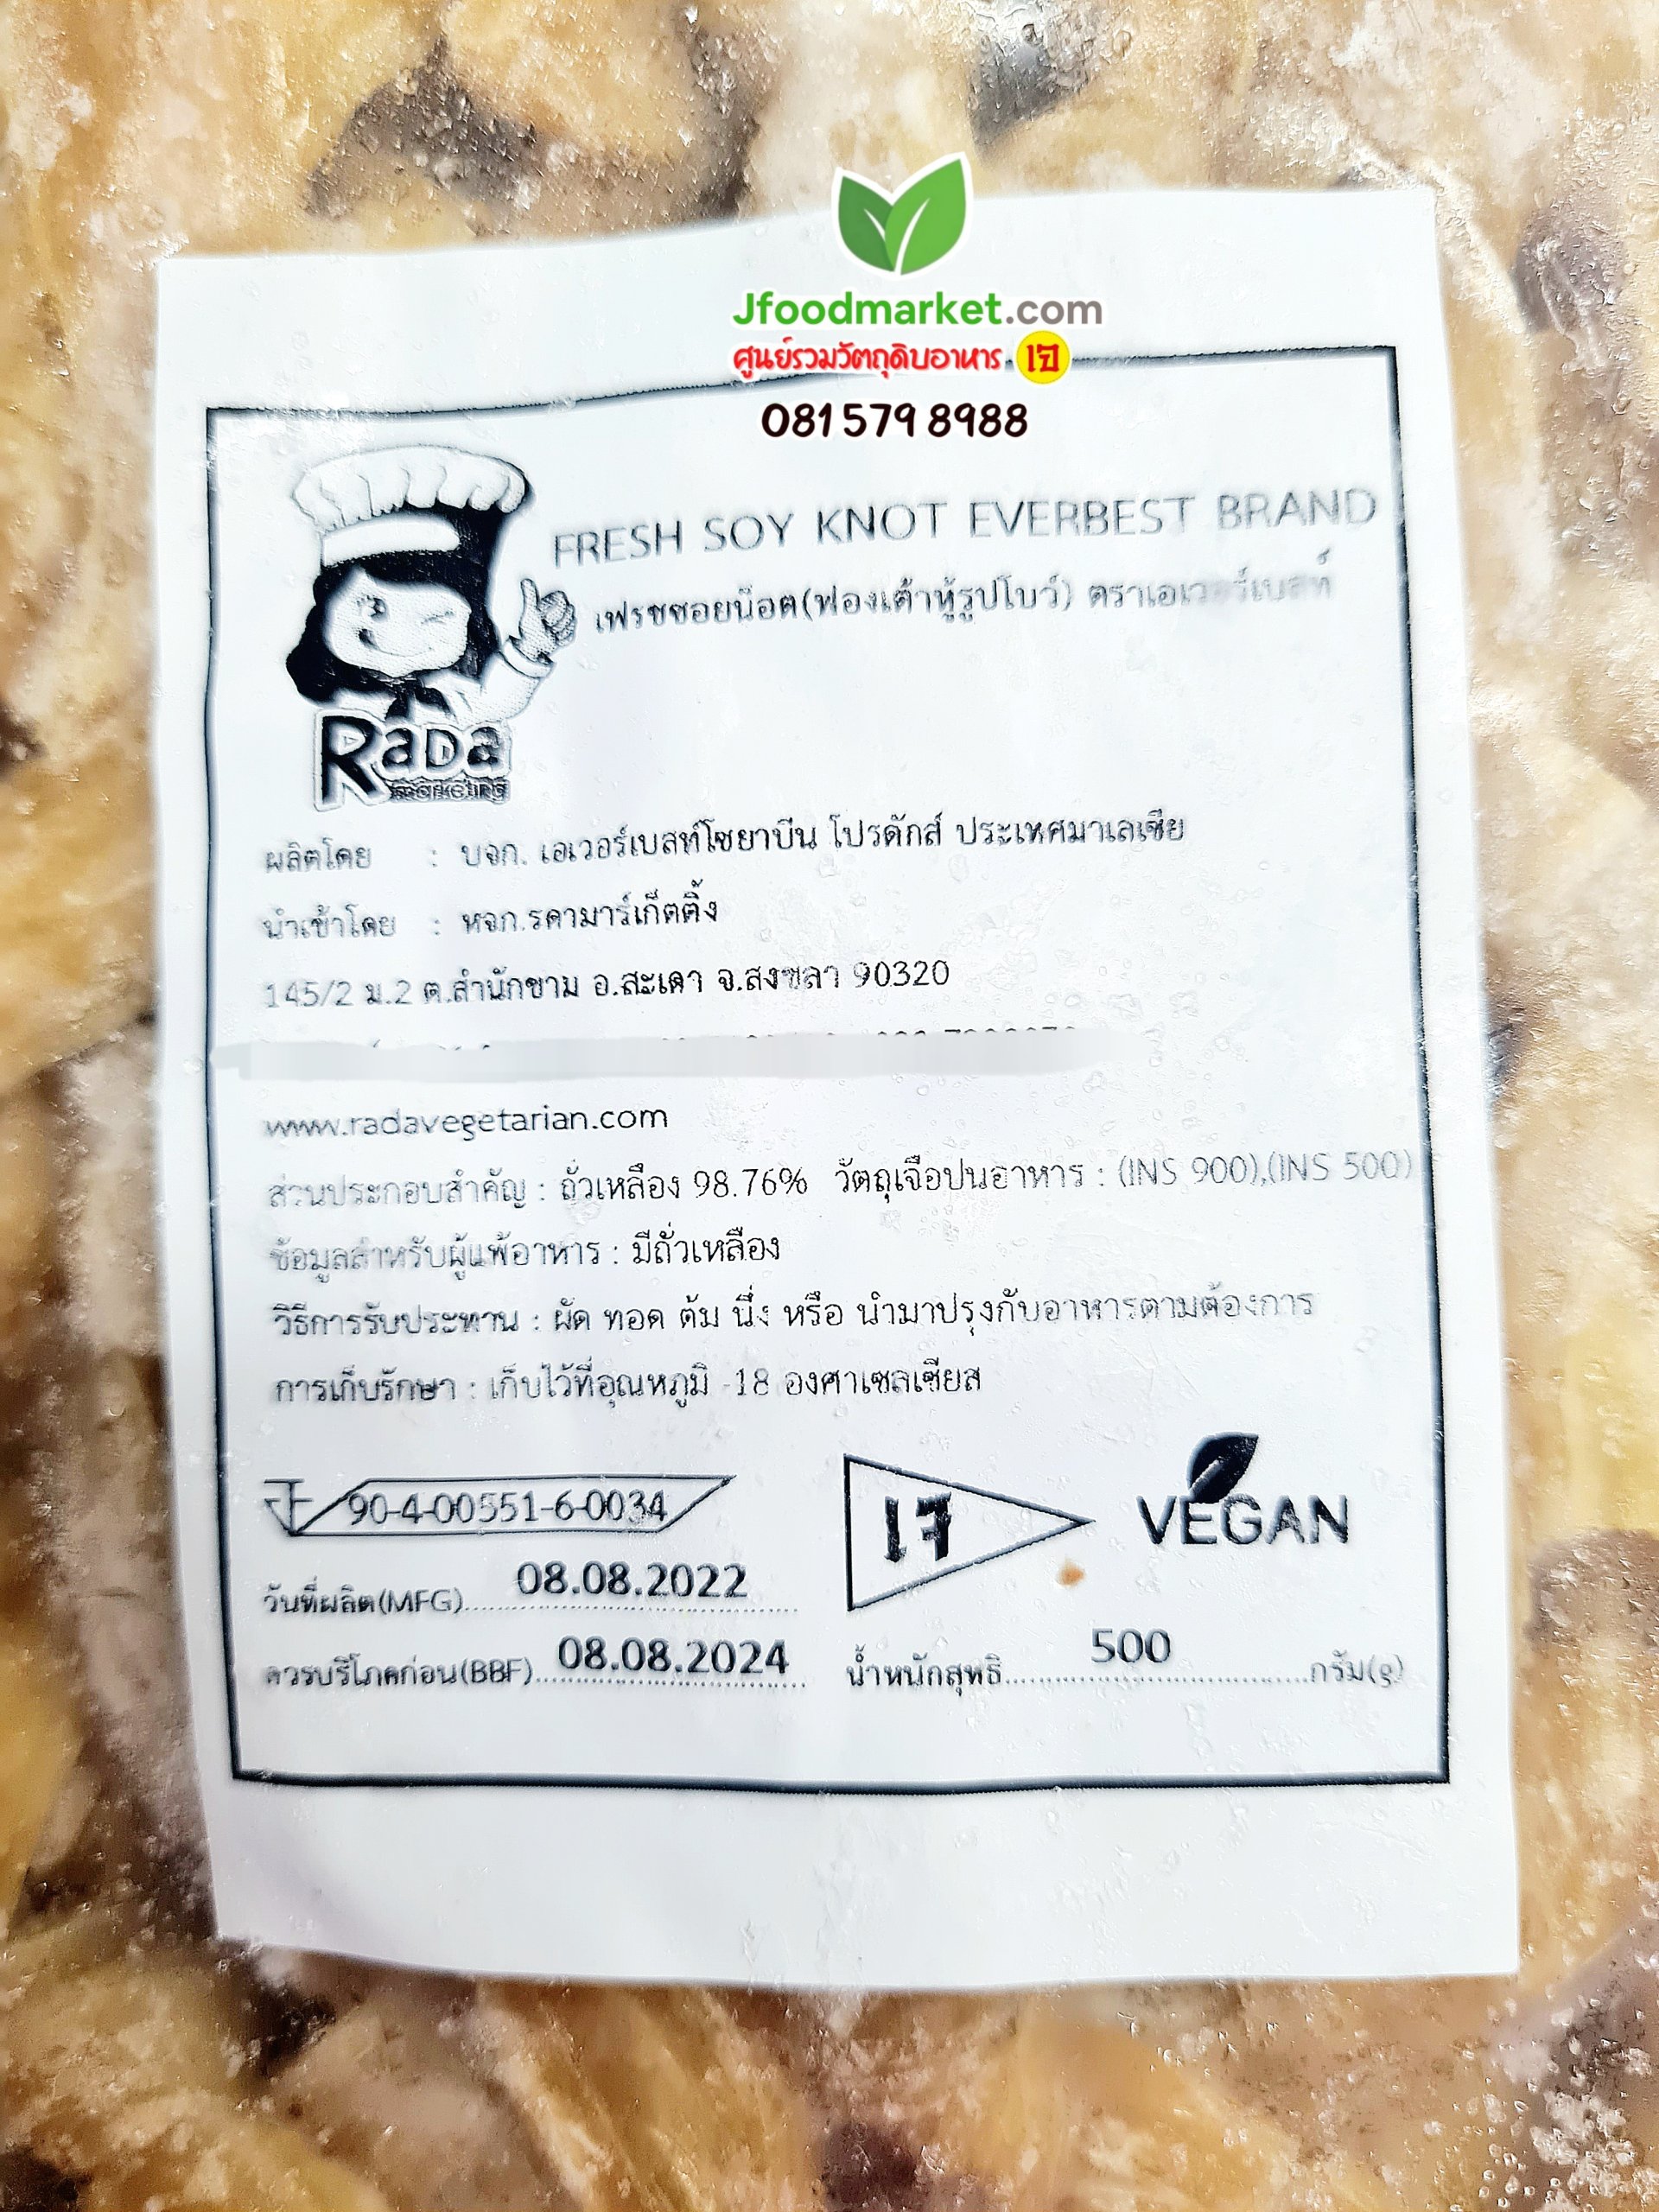 Jfoodmarket.com
ศูนย์รวมวัตถุดิบอาหาร เจ
081 579 8988
FRESH SOY KNOT EVERBEST BRAND
เฟรชซอยน็อต(ฟองเต้าหู้รูปโบว์) ตราเอเวอร์เบสท์
RaDa
marketing
ผลิตโดย : บจก. เอเวอร์เบสท์โซยาบีน โปรดักส์ ประเทศมาเลเซีย
นำเข้าโดย : หจก.รดามาร์เก็ตติ้ง
145/2 ม.2 ต.สำนักขาม อ.สะเดา จ.สงขลา 90320
www.radavegetarian.com
ส่วนประกอบสำคัญ : ถั่วเหลือง 98.76% วัตถุเจือปนอาหาร : (INS 900),(INS 500)
ข้อมูลสำหรับผู้แพ้อาหาร : มีถั่วเหลือง
วิธีการรับประทาน : ผัด ทอด ต้ม นึ่ง หรือ นำมาปรุงกับอาหารตามต้องการ
การเก็บรักษา : เก็บไว้ที่อุณหภูมิ -18 องศาเซลเซียส
90-4-00551-6-0034
เจ
VEGAN
วันที่ผลิต(MFG) 08.08.2022
ควรบริโภคก่อน(BBF) 08.08.2024
น้ำหนักสุทธิ 500 กรัม(g)